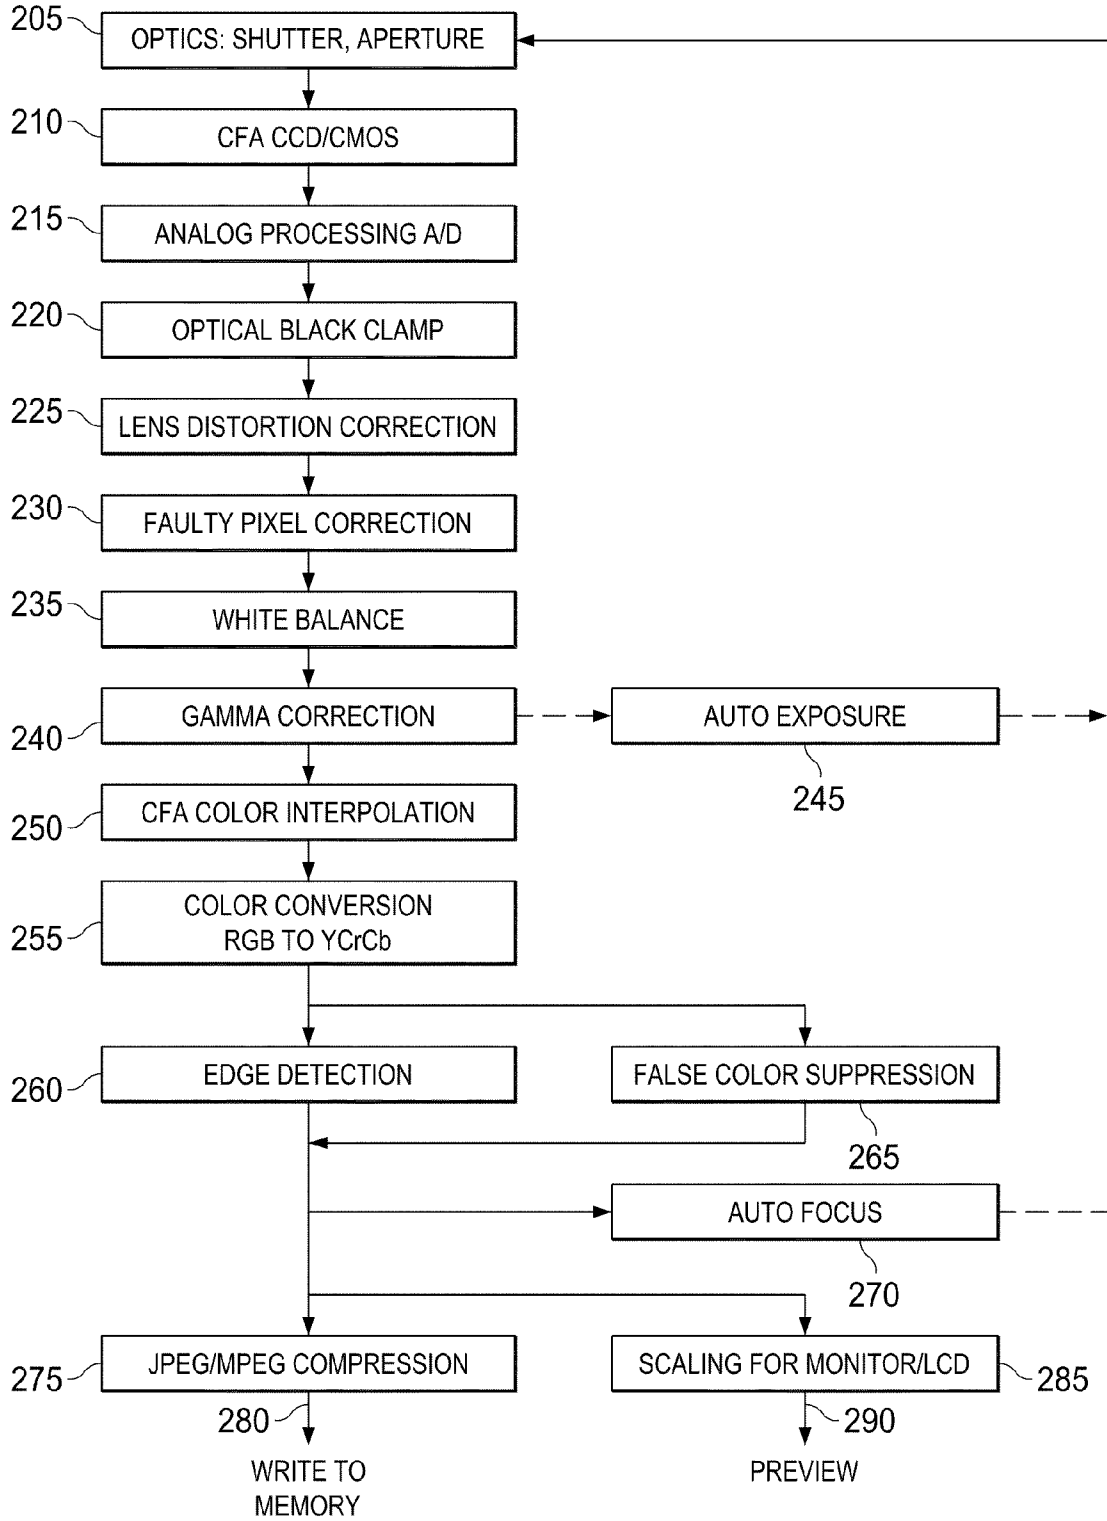 205
OPTICS: SHUTTER, APERTURE
210
CFA CCD/CMOS
215
ANALOG PROCESSING A/D
220
OPTICAL BLACK CLAMP
225
LENS DISTORTION CORRECTION
230
FAULTY PIXEL CORRECTION
235
WHITE BALANCE
240
GAMMA CORRECTION
AUTO EXPOSURE
245
250
CFA COLOR INTERPOLATION
255
COLOR CONVERSION
RGB TO YCrCb
260
EDGE DETECTION
FALSE COLOR SUPPRESSION
265
AUTO FOCUS
270
275
JPEG/MPEG COMPRESSION
SCALING FOR MONITOR/LCD
285
280
290
WRITE TO
MEMORY
PREVIEW